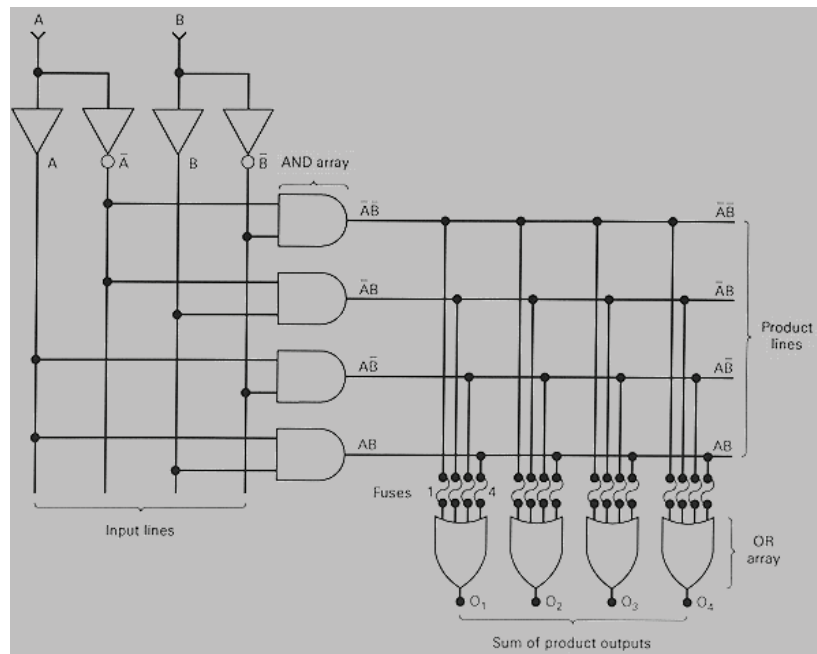 A B
A Ā B B̄
AND array
ĀB̄ ĀB̄
ĀB ĀB
Product
lines
AB̄ AB̄
AB AB
Fuses 1 4
Input lines
OR
array
O₁ O₂ O₃ O₄
Sum of product outputs